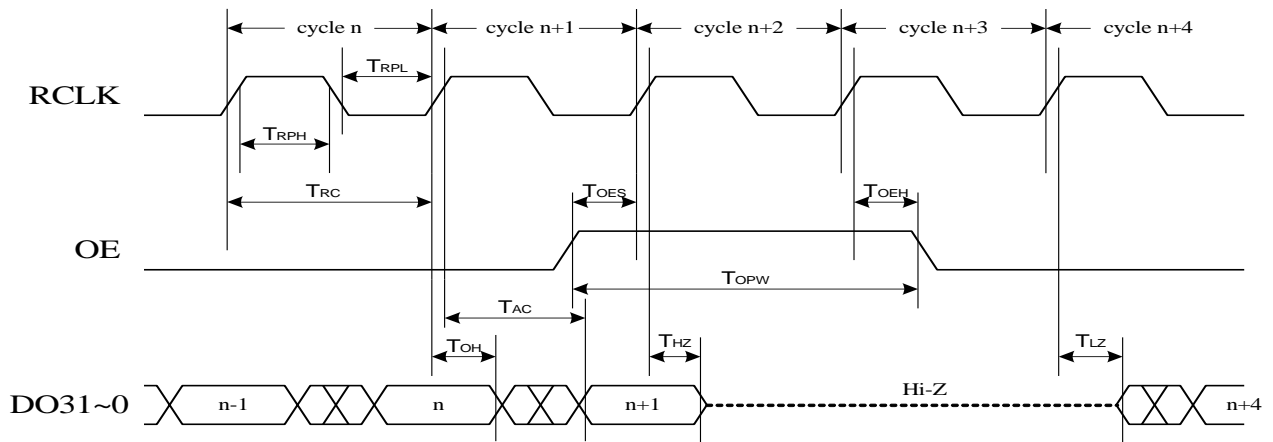 cycle n
cycle n+1
cycle n+2
cycle n+3
cycle n+4
TRPL
RCLK
TRPH
TRC
TOES
TOEH
OE
TOPW
TAC
TOH
THZ
TLZ
DO31~0
n-1
n
n+1
Hi-Z
n+4